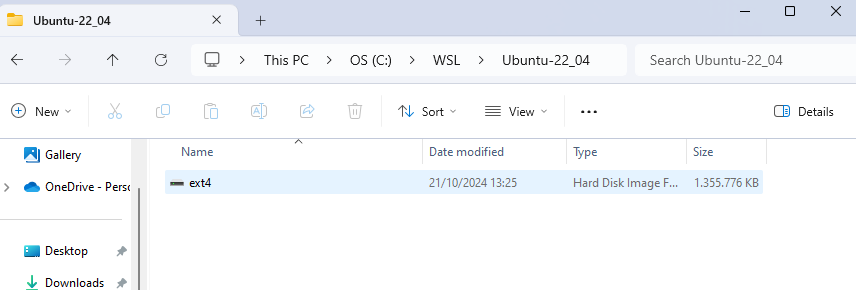 Ubuntu-22_04
This PC > OS (C:) > WSL > Ubuntu-22_04
Search Ubuntu-22_04
New
Sort
View
Details
Gallery
OneDrive - Perso
Desktop
Downloads
Name Date modified Type Size
ext4 21/10/2024 13:25 Hard Disk Image F... 1.355.776 KB